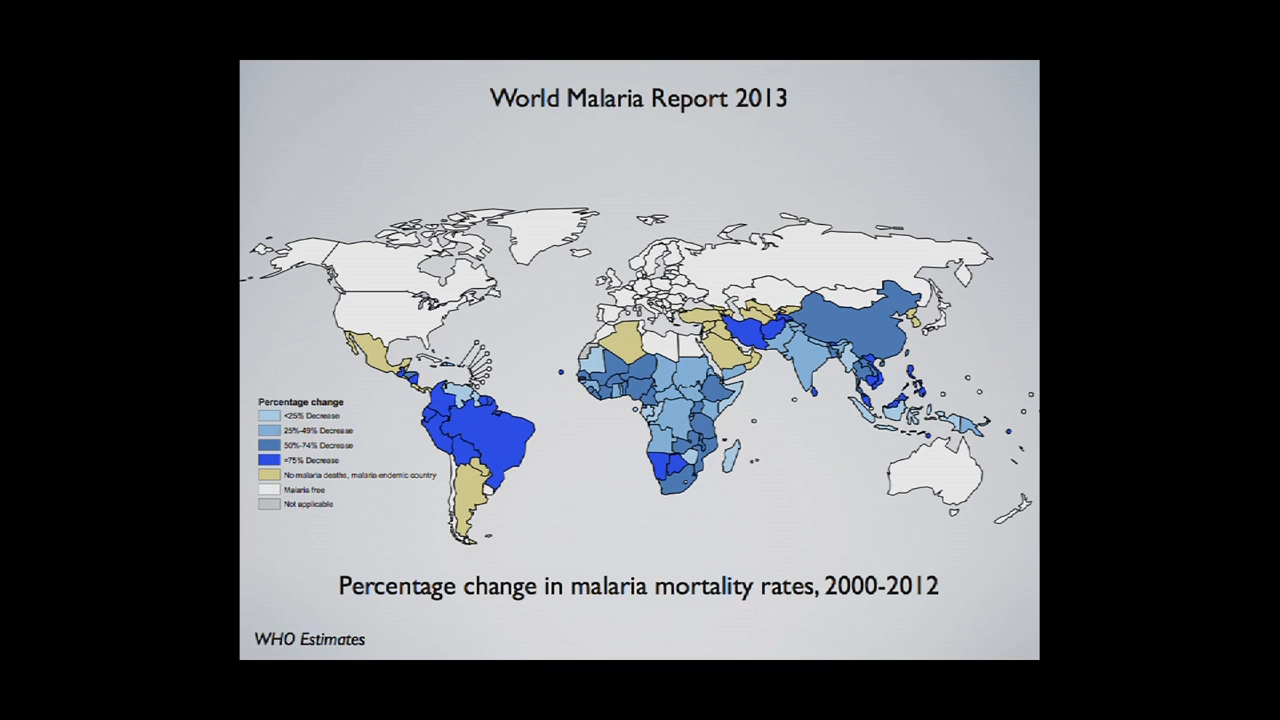 World Malaria Report 2013
Percentage change
<25% Decrease
25%-49% Decrease
50%-74% Decrease
>75% Decrease
No malaria deaths, malaria endemic country
Malaria free
Not applicable
Percentage change in malaria mortality rates, 2000-2012
WHO Estimates